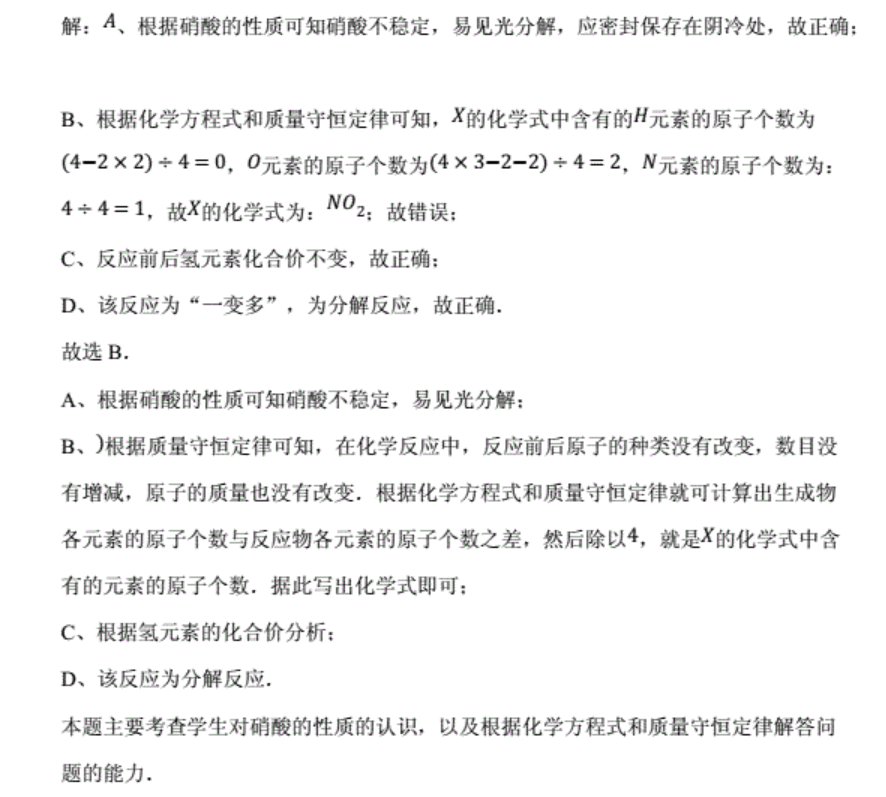 解：A、根据硝酸的性质可知硝酸不稳定，易见光分解，应密封保存在阴冷处，故正确；
B、根据化学方程式和质量守恒定律可知，X的化学式中含有的H元素的原子个数为
(4−2 × 2) ÷ 4 = 0，O元素的原子个数为(4 × 3−2−2) ÷ 4 = 2，N元素的原子个数为：
4 ÷ 4 = 1，故X的化学式为：NO₂；故错误；
C、反应前后氢元素化合价不变，故正确；
D、该反应为“一变多”，为分解反应，故正确．
故选 B．
A、根据硝酸的性质可知硝酸不稳定，易见光分解；
B、)根据质量守恒定律可知，在化学反应中，反应前后原子的种类没有改变，数目没
有增减，原子的质量也没有改变．根据化学方程式和质量守恒定律就可计算出生成物
各元素的原子个数与反应物各元素的原子个数之差，然后除以4，就是X的化学式中含
有的元素的原子个数．据此写出化学式即可；
C、根据氢元素的化合价分析；
D、该反应为分解反应．
本题主要考查学生对硝酸的性质的认识，以及根据化学方程式和质量守恒定律解答问
题的能力．